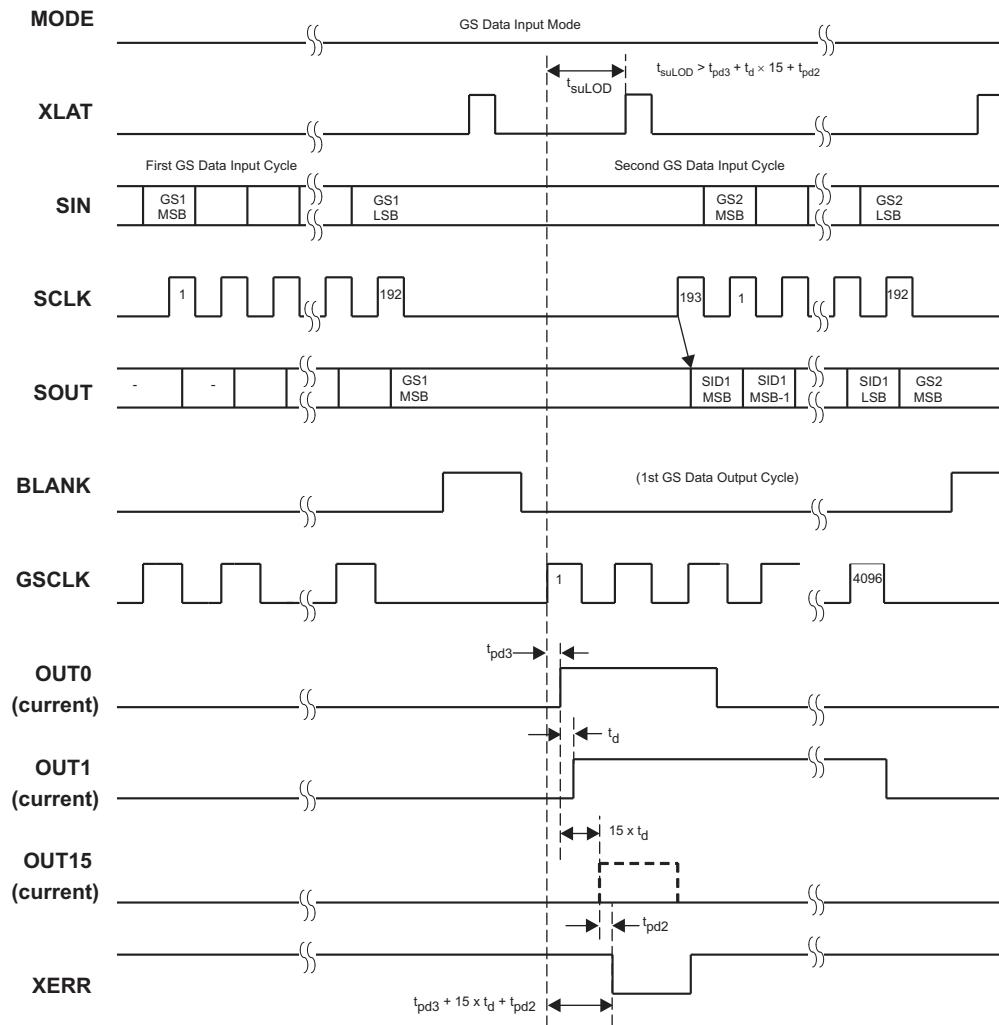 MODE
GS Data Input Mode
t_suLOD
t_suLOD > t_pd3 + t_d × 15 + t_pd2
XLAT
First GS Data Input Cycle
Second GS Data Input Cycle
SIN
GS1
MSB
GS1
LSB
GS2
MSB
GS2
LSB
SCLK
1
192
193
1
192
SOUT
-
-
GS1
MSB
SID1
MSB
SID1
MSB-1
SID1
LSB
GS2
MSB
BLANK
(1st GS Data Output Cycle)
GSCLK
1
4096
t_pd3
OUT0
(current)
t_d
OUT1
(current)
15 x t_d
OUT15
(current)
t_pd2
XERR
t_pd3 + 15 x t_d + t_pd2